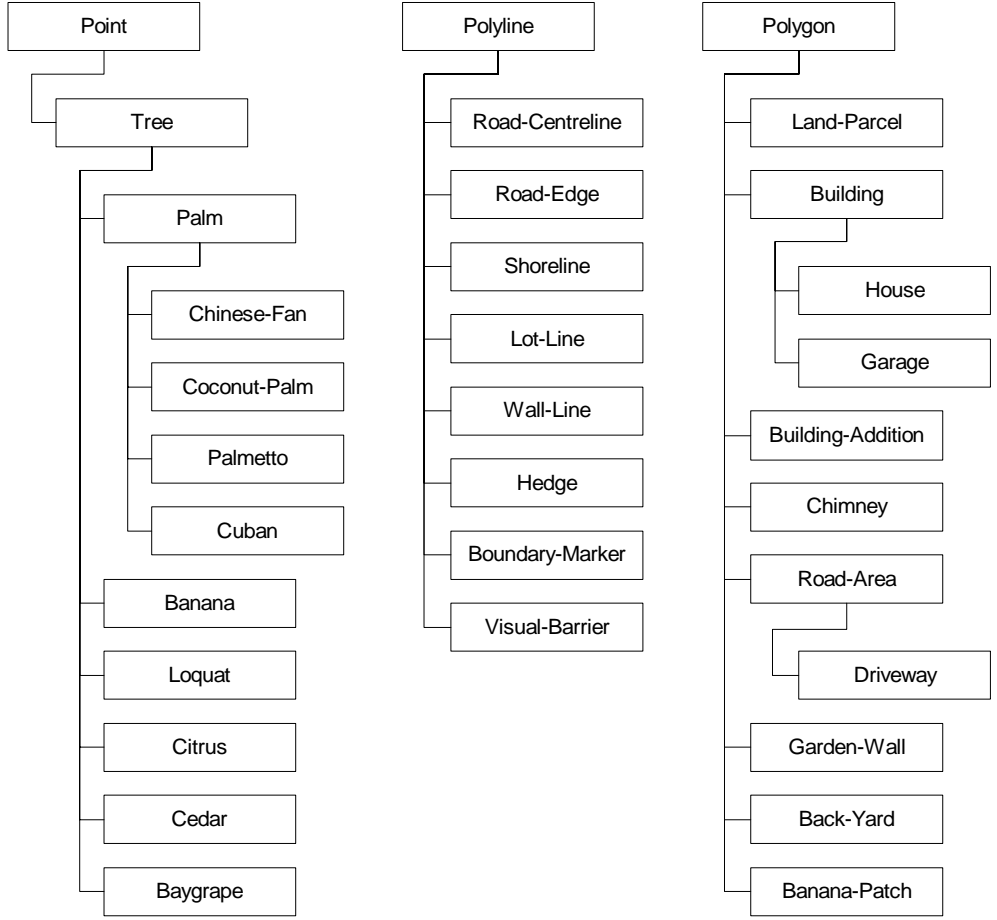 Point
Tree
Palm
Chinese-Fan
Coconut-Palm
Palmetto
Cuban
Banana
Loquat
Citrus
Cedar
Baygrape
Polyline
Road-Centreline
Road-Edge
Shoreline
Lot-Line
Wall-Line
Hedge
Boundary-Marker
Visual-Barrier
Polygon
Land-Parcel
Building
House
Garage
Building-Addition
Chimney
Road-Area
Driveway
Garden-Wall
Back-Yard
Banana-Patch